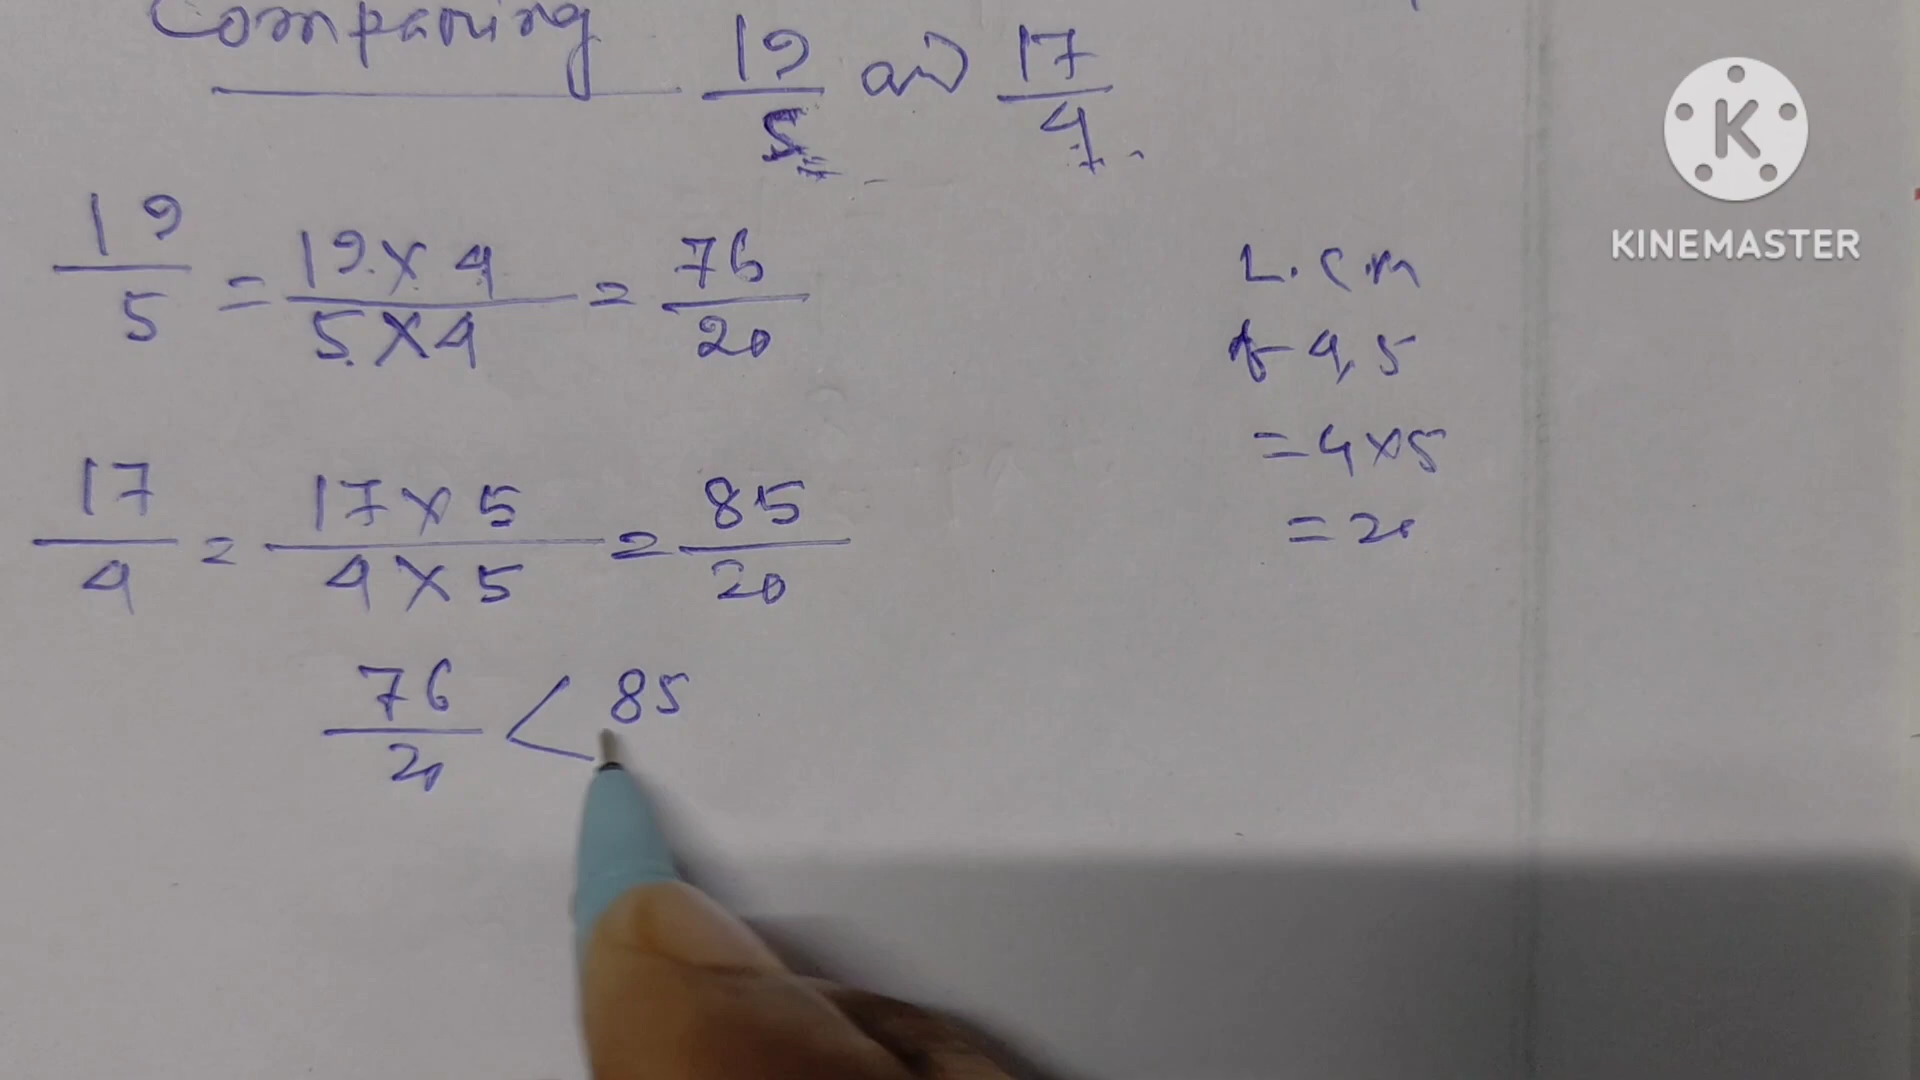 Comparing 19/5 and 17/4.
19/5 = 19×4/5×4 = 76/20
17/4 = 17×5/4×5 = 85/20
76/20 < 85
L.C.M
of 4,5
=4×5
=20
K
KINEMASTER